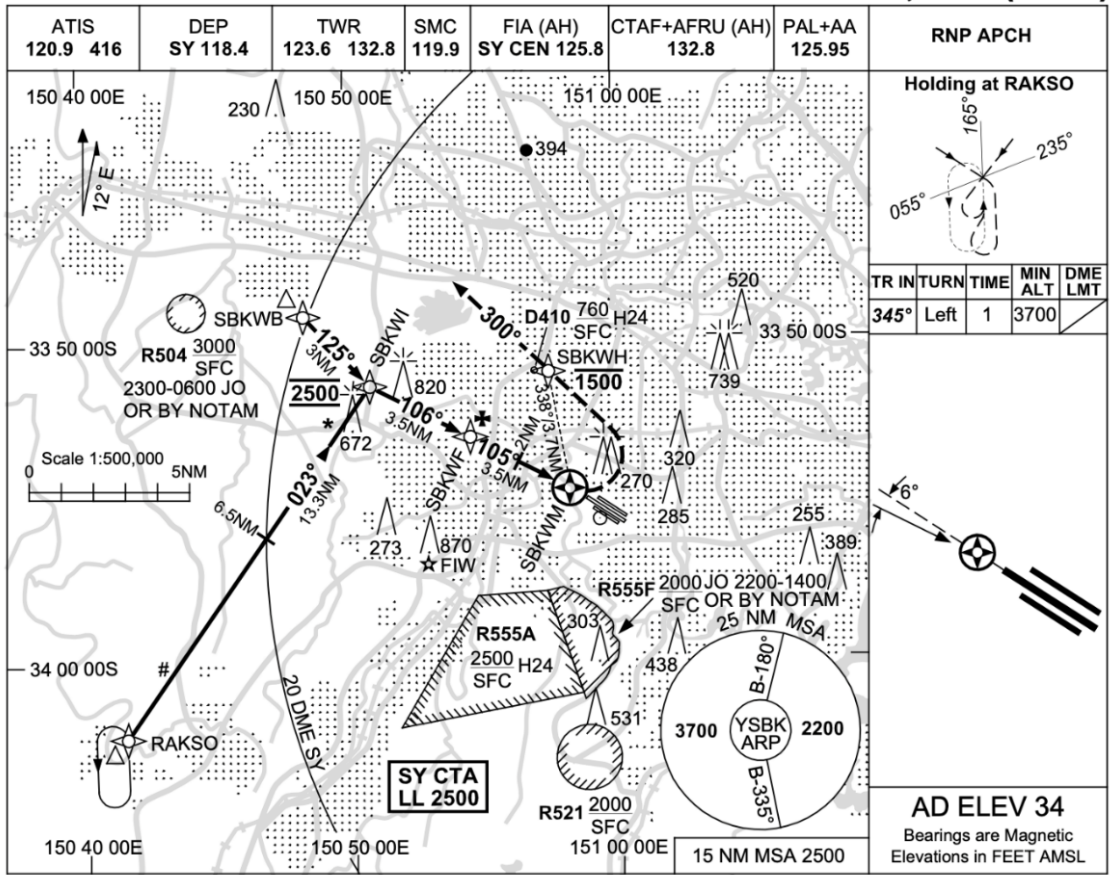 ATIS
120.9 416
DEP
SY 118.4
TWR
123.6 132.8
SMC
119.9
FIA (AH)
SY CEN 125.8
CTAF+AFRU (AH)
132.8
PAL+AA
125.95
RNP APCH
150 40 00E
230
150 50 00E
151 00 00E
394
12° E
Holding at RAKSO
165°
235°
055°
TR IN TURN TIME MIN ALT DME LMT
345° Left 1 3700
520
SBKWB
SBKWI
300°
D410 760 H24
SFC
33 50 00S
33 50 00S
R504 3000
SFC
2300-0600 JO
OR BY NOTAM
125°
3NM
SBKWH
1500
2500
820
739
106°
3.5NM
338°/3.7NM
*
672
.2NM
105°
3.5NM
270
320
Scale 1:500,000
0 5NM
SBKWF
023°
13.3NM
6.5NM
285
255
389
6°
273
870
FIW
SBKWM
R555F 2000 JO 2200-1400
SFC OR BY NOTAM
25 NM MSA
R555A
2500 H24
SFC
303
438
34 00 00S
#
B-180°
20 DME SY
531
3700
YSBK
ARP
2200
RAKSO
B-335°
SY CTA
LL 2500
R521 2000
SFC
AD ELEV 34
Bearings are Magnetic
Elevations in FEET AMSL
150 40 00E
150 50 00E
151 00 00E
15 NM MSA 2500